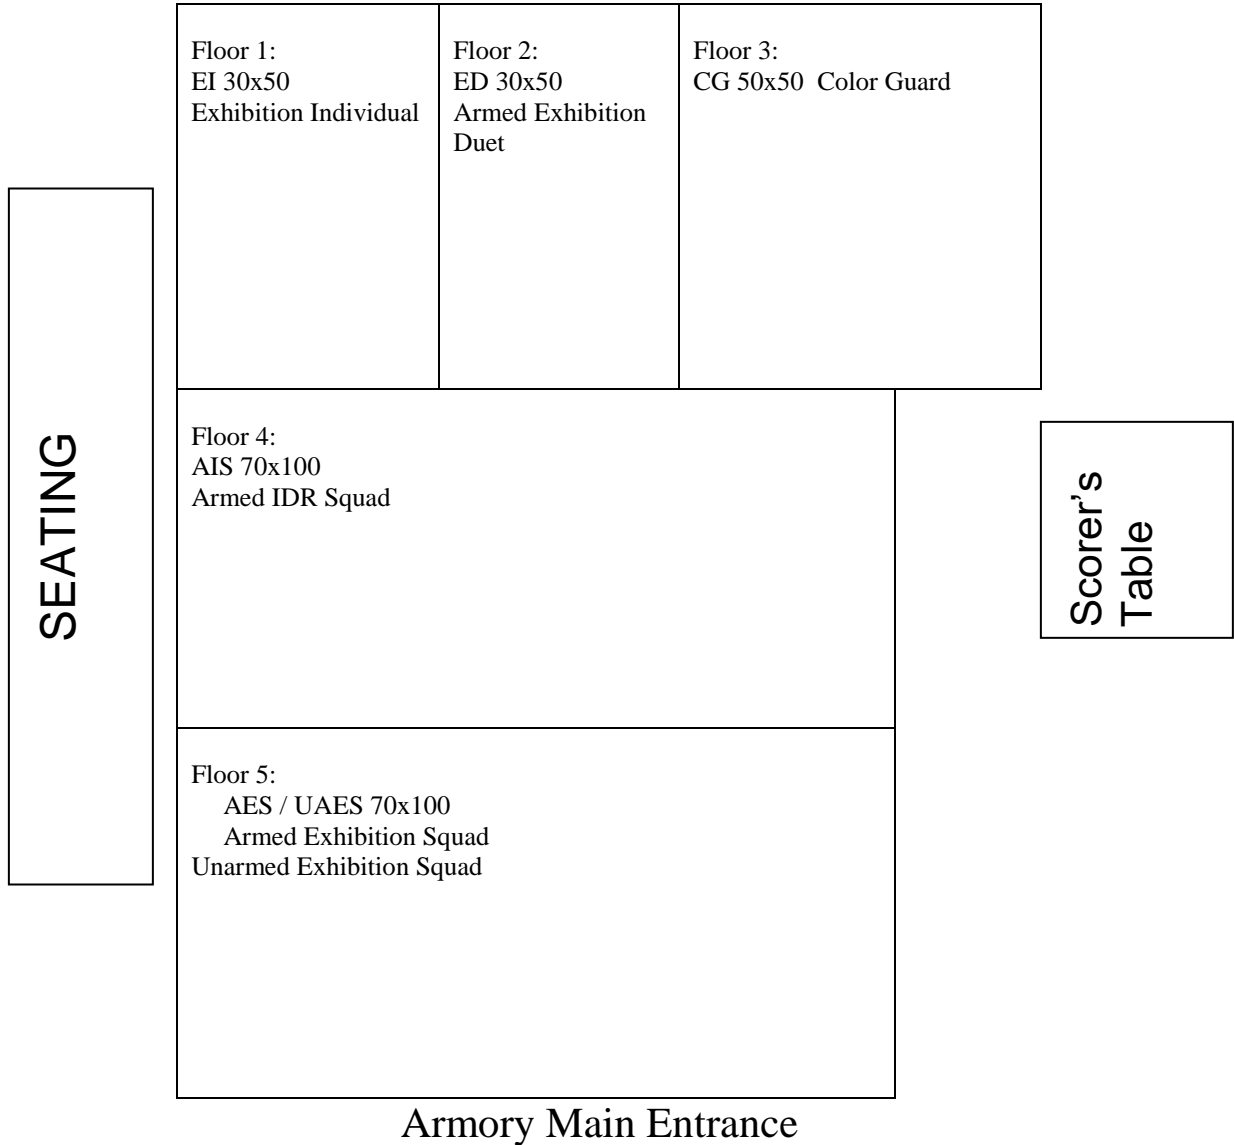 Floor 1:
EI 30x50
Exhibition Individual
Floor 2:
ED 30x50
Armed Exhibition
Duet
Floor 3:
CG 50x50  Color Guard
SEATING
Floor 4:
AIS 70x100
Armed IDR Squad
Scorer’s
Table
Floor 5:
AES / UAES 70x100
Armed Exhibition Squad
Unarmed Exhibition Squad
Armory Main Entrance